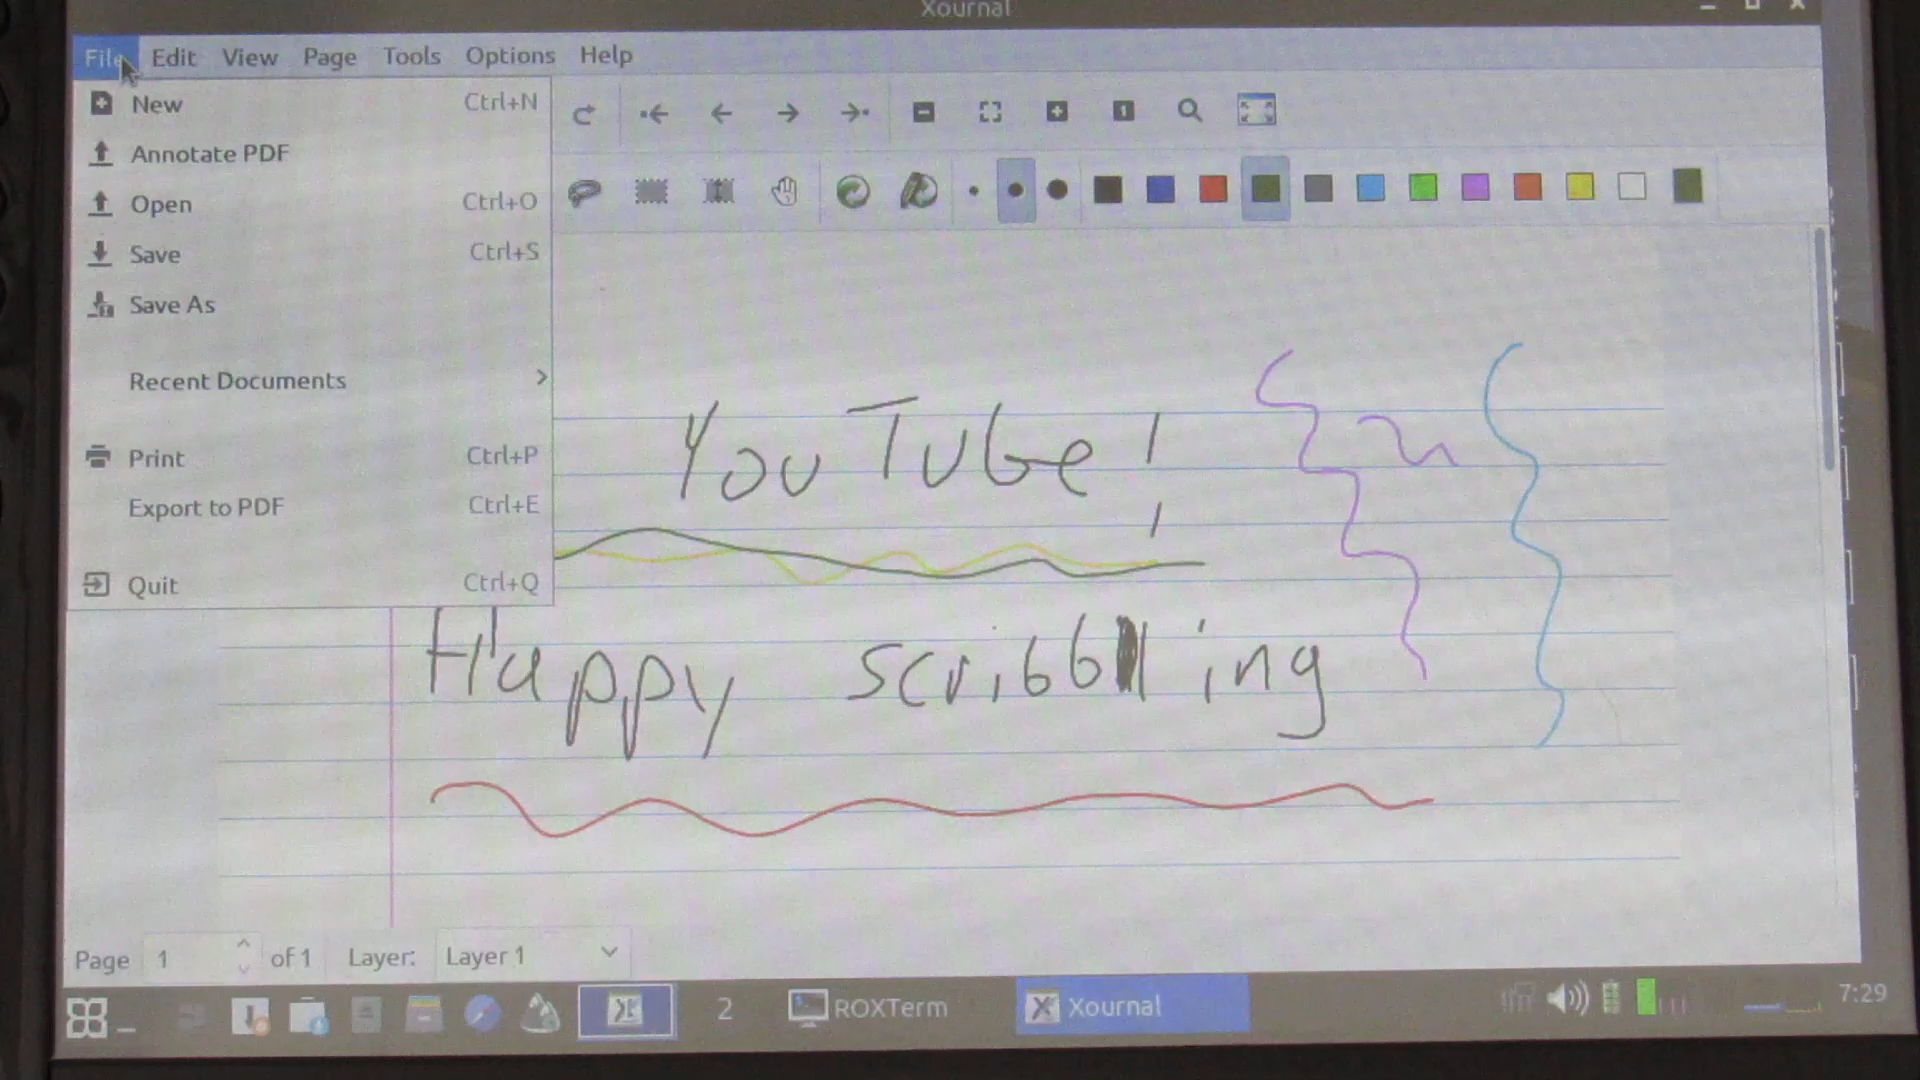 Xournal
File Edit View Page Tools Options Help
New Ctrl+N
Annotate PDF
Open Ctrl+O
Save Ctrl+S
Save As
Recent Documents
Print Ctrl+P
Export to PDF
Ctrl+E
Quit Ctrl+Q
YouTube!
!
Happy scribbling
Page 1 of 1 Layer: Layer 1
2 ROXTerm Xournal 7:29